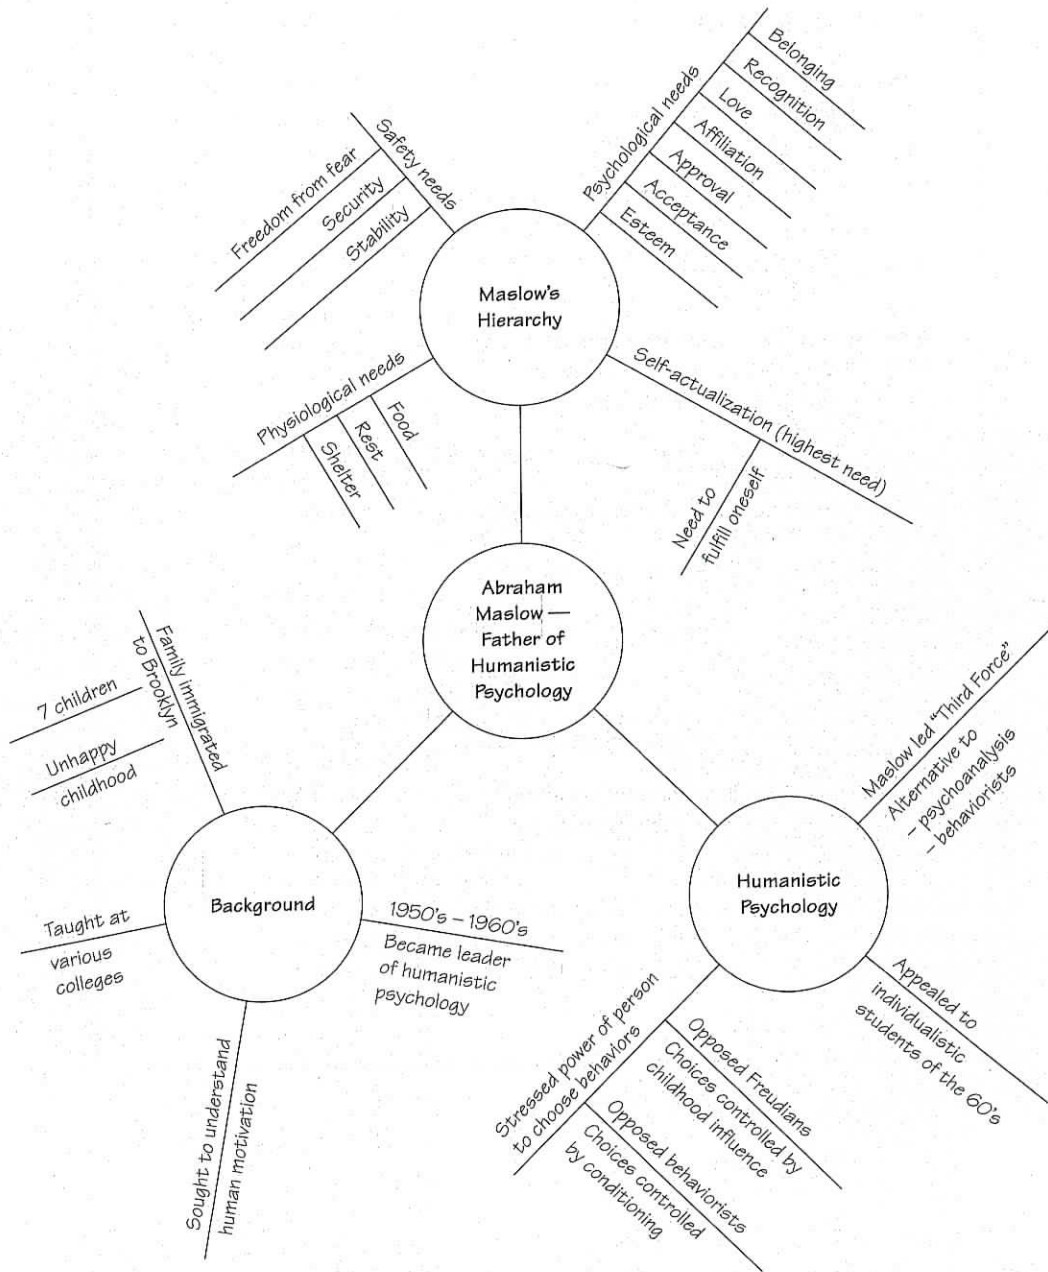 Safety needs
Freedom from fear
Security
Stability
Psychological needs
Belonging
Recognition
Love
Affiliation
Approval
Acceptance
Esteem
Maslow's
Hierarchy
Physiological needs
Food
Rest
Shelter
Self-actualization (highest need)
Need to
fulfill oneself
Abraham
Maslow —
Father of
Humanistic
Psychology
Family immigrated
to Brooklyn
7 children
Unhappy
childhood
Background
Taught at
various
colleges
1950's – 1960's
Became leader
of humanistic
psychology
Sought to understand
human motivation
Humanistic
Psychology
Maslow led "Third Force"
Alternative to
– psychoanalysis
– behaviorists
Appealed to
individualistic
students of the 60's
Stressed power of person
to choose behaviors
Opposed Freudians
Choices controlled by
childhood influence
Opposed behaviorists
Choices controlled
by conditioning